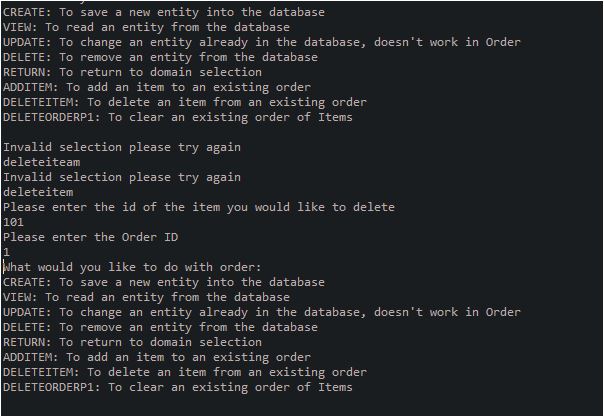 CREATE: To save a new entity into the database
VIEW: To read an entity from the database
UPDATE: To change an entity already in the database, doesn't work in Order
DELETE: To remove an entity from the database
RETURN: To return to domain selection
ADDITEM: To add an item to an existing order
DELETEITEM: To delete an item from an existing order
DELETEORDERP1: To clear an existing order of Items
Invalid selection please try again
deleteiteam
Invalid selection please try again
deleteitem
Please enter the id of the item you would like to delete
101
Please enter the Order ID
1
What would you like to do with order:
CREATE: To save a new entity into the database
VIEW: To read an entity from the database
UPDATE: To change an entity already in the database, doesn't work in Order
DELETE: To remove an entity from the database
RETURN: To return to domain selection
ADDITEM: To add an item to an existing order
DELETEITEM: To delete an item from an existing order
DELETEORDERP1: To clear an existing order of Items